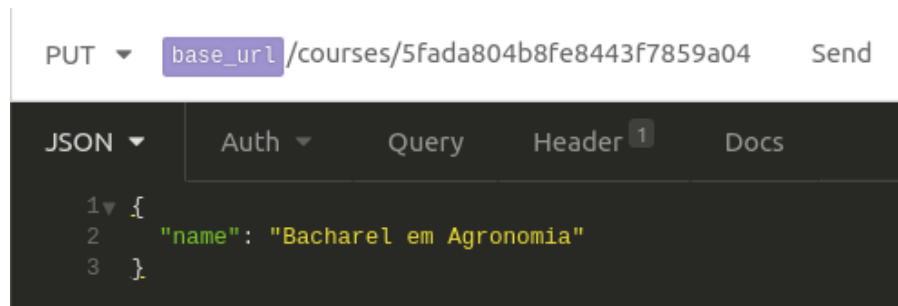 PUT base_url/courses/5fada804b8fe8443f7859a04 Send
JSON Auth Query Header 1 Docs
1 {
2 "name": "Bacharel em Agronomia"
3 }